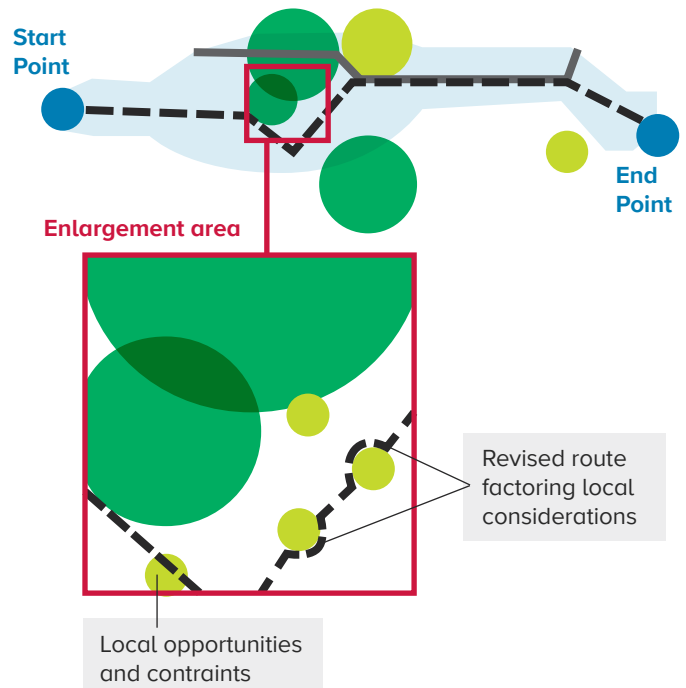 Start
Point
End
Point
Enlargement area
Revised route
factoring local
considerations
Local opportunities
and contraints